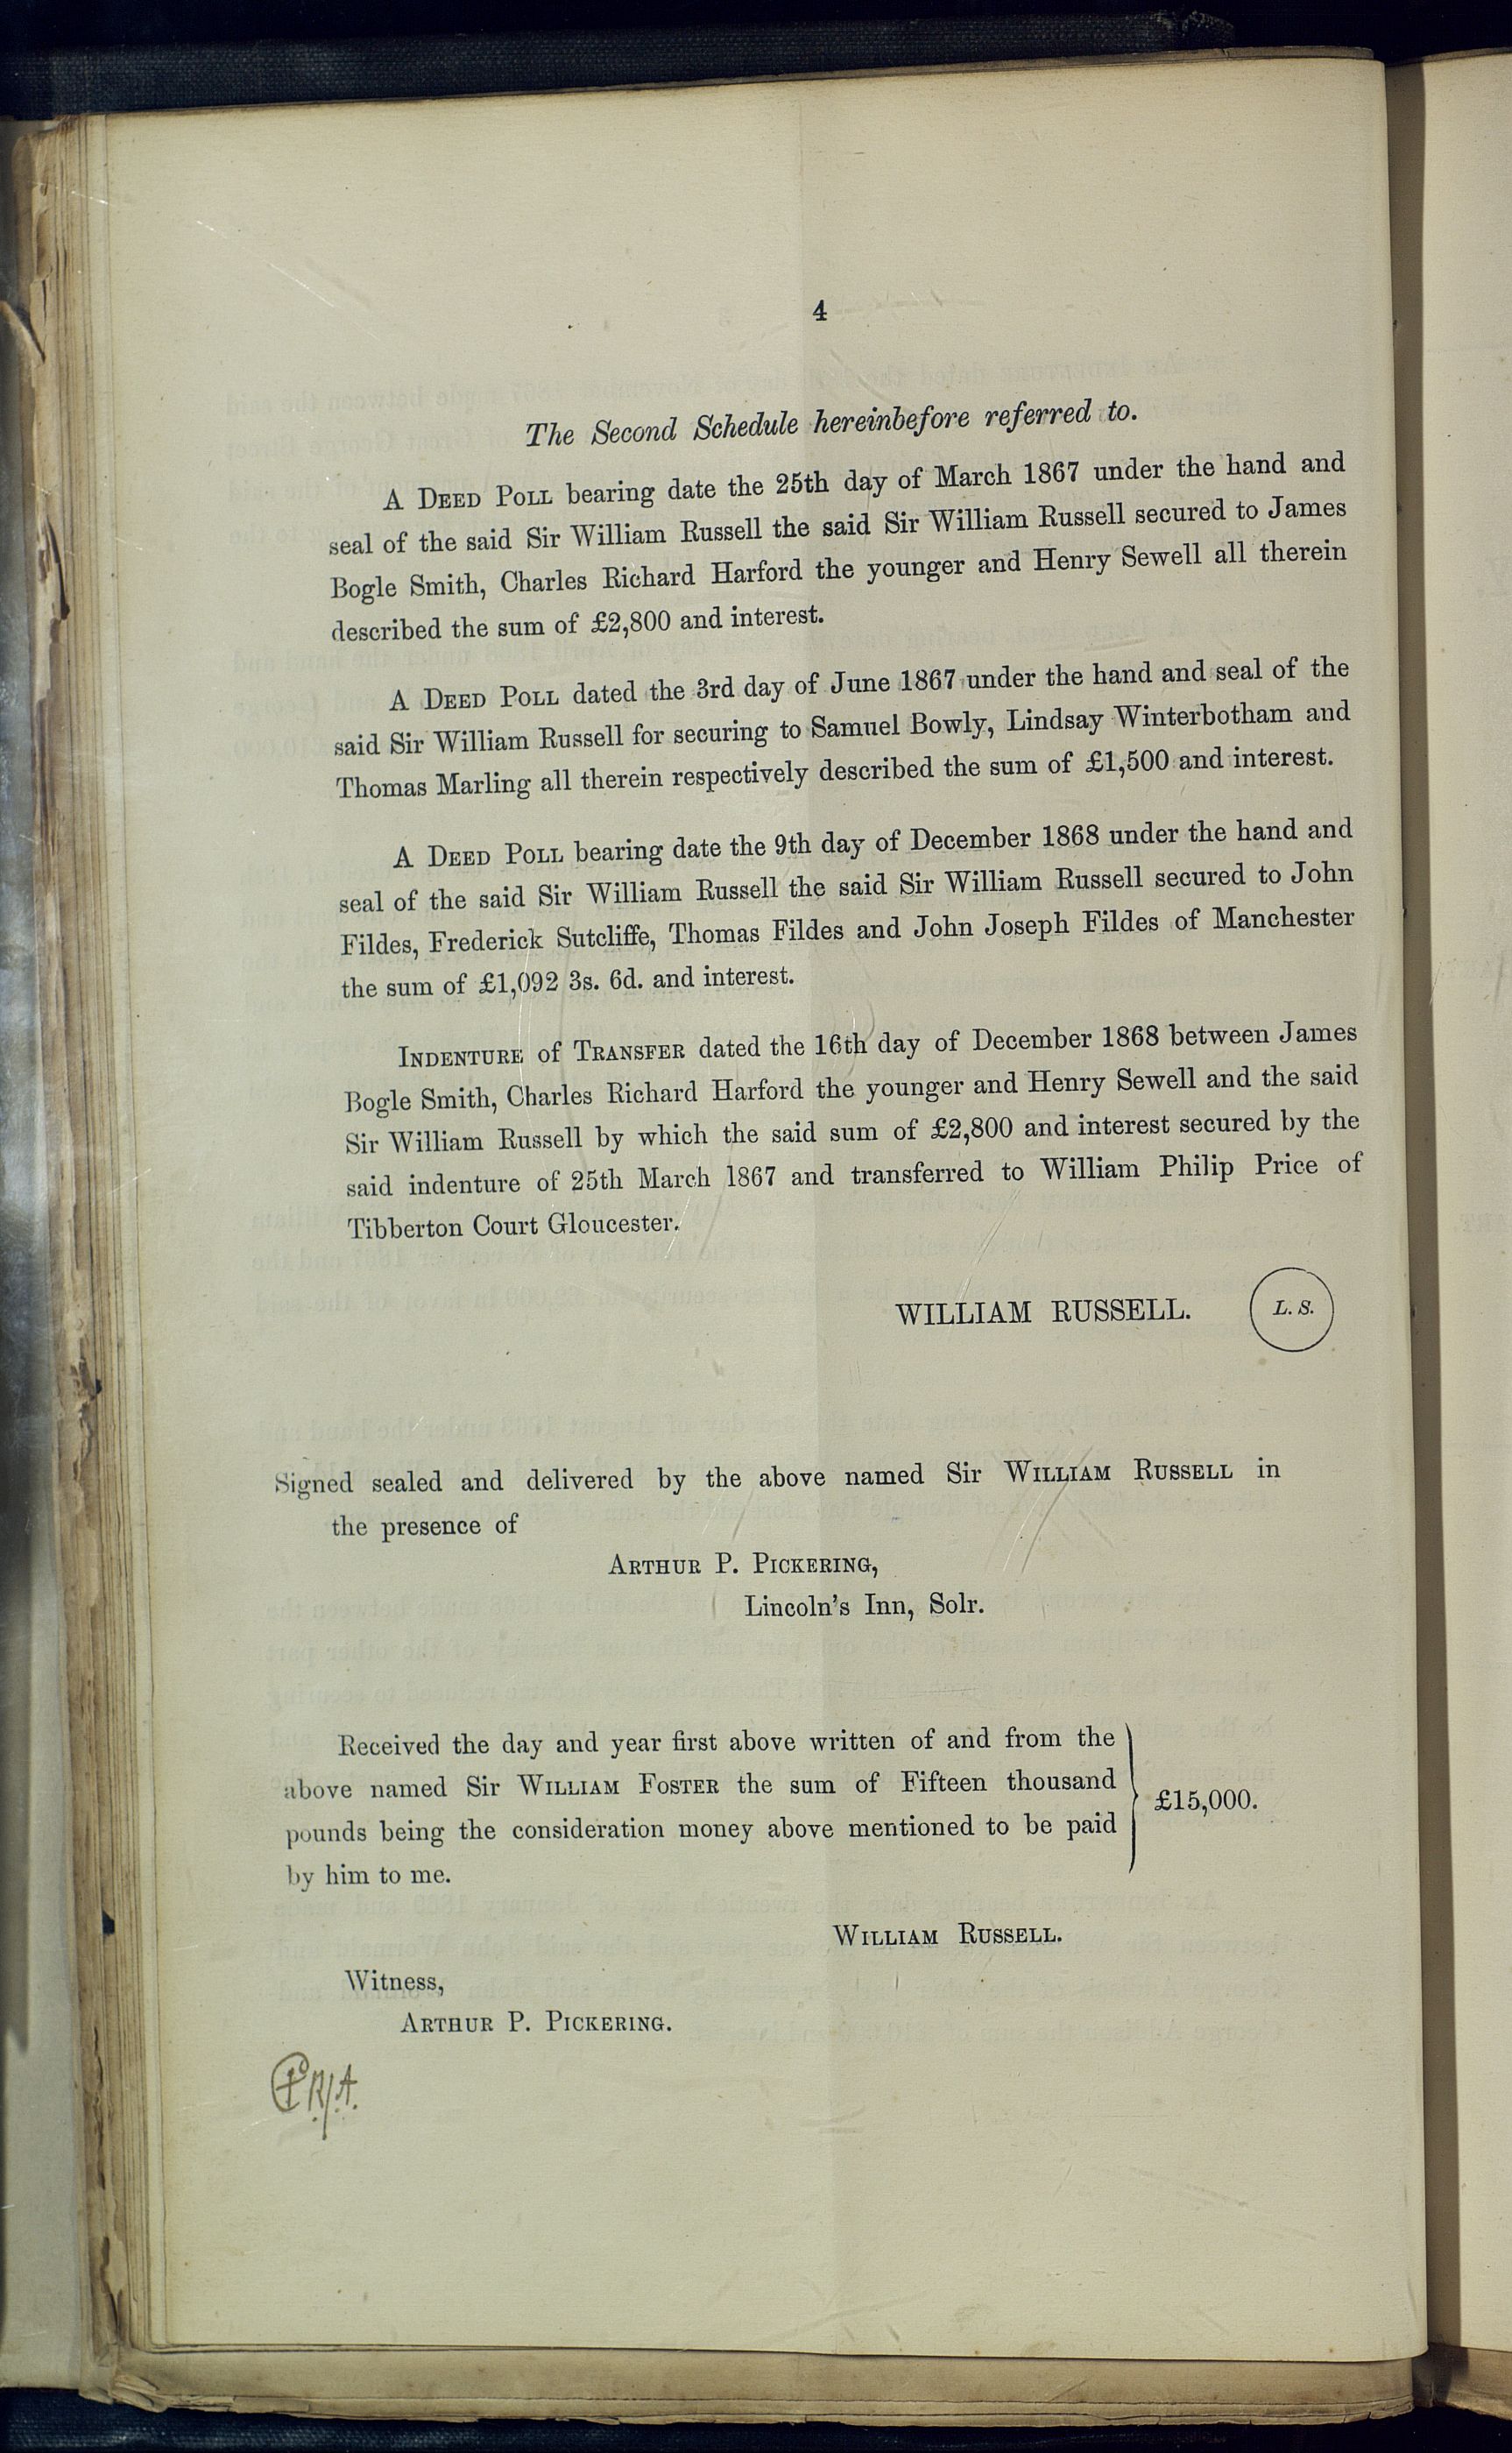 4
The Second Schedule hereinbefore referred to.
A DEED POLL bearing date the 25th day of March 1867 under the hand and
seal of the said Sir William Russell the said Sir William Russell secured to James
Bogle Smith, Charles Richard Harford the younger and Henry Sewell all therein
described the sum of £2,800 and interest.
A DEED POLL dated the 3rd day of June 1867 under the hand and seal of the
said Sir William Russell for securing to Samuel Bowly, Lindsay Winterbotham and
Thomas Marling all therein respectively described the sum of £1,500 and interest.
A DEED POLL bearing date the 9th day of December 1868 under the hand and
seal of the said Sir William Russell the said Sir William Russell secured to John
Fildes, Frederick Sutcliffe, Thomas Fildes and John Joseph Fildes of Manchester
the sum of £1,092 3s. 6d. and interest.
INDENTURE of TRANSFER dated the 16th day of December 1868 between James
Bogle Smith, Charles Richard Harford the younger and Henry Sewell and the said
Sir William Russell by which the said sum of £2,800 and interest secured by the
said indenture of 25th March 1867 and transferred to William Philip Price of
Tibberton Court Gloucester.
WILLIAM RUSSELL. L. S.
Signed sealed and delivered by the above named Sir WILLIAM RUSSELL in
the presence of
ARTHUR P. PICKERING,
Lincoln's Inn, Solr.
Received the day and year first above written of and from the
above named Sir WILLIAM FOSTER the sum of Fifteen thousand
pounds being the consideration money above mentioned to be paid
by him to me.
£15,000.
WILLIAM RUSSELL.
Witness,
ARTHUR P. PICKERING.